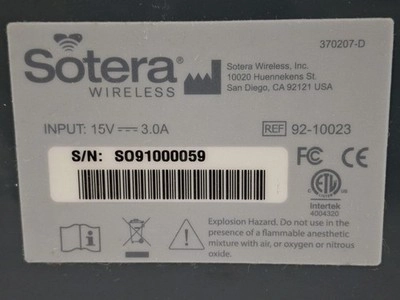 370207-D
Sotera®
WIRELESS
Sotera Wireless, Inc.
10020 Huennekens St.
San Diego, CA 92121 USA
INPUT: 15V⎓3.0A
REF 92-10023
S/N: SO91000059
FC CE
ETL
Intertek
4004320
Explosion Hazard. Do not use in the
presence of a flammable anesthetic
mixture with air, or oxygen or nitrous
oxide.